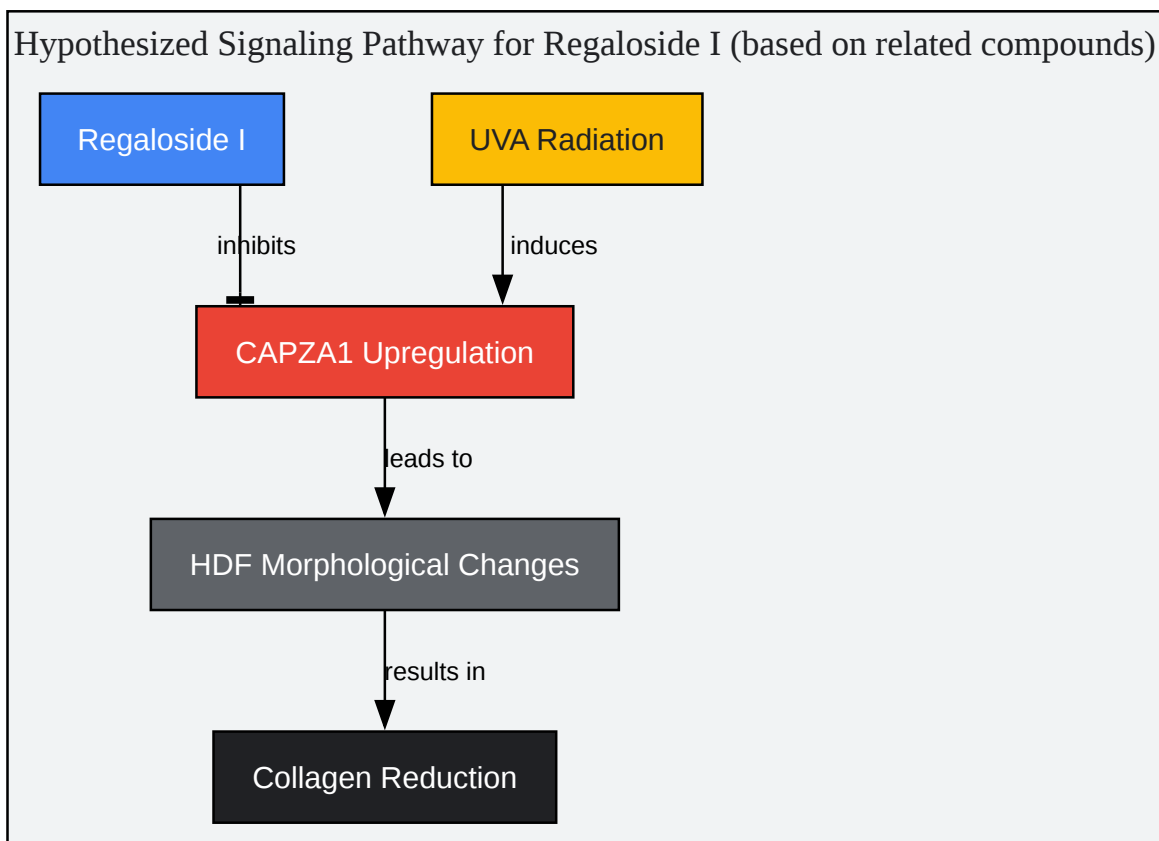 Hypothesized Signaling Pathway for Regaloside I (based on related compounds)
Regaloside I
UVA Radiation
inhibits
induces
CAPZA1 Upregulation
leads to
HDF Morphological Changes
results in
Collagen Reduction